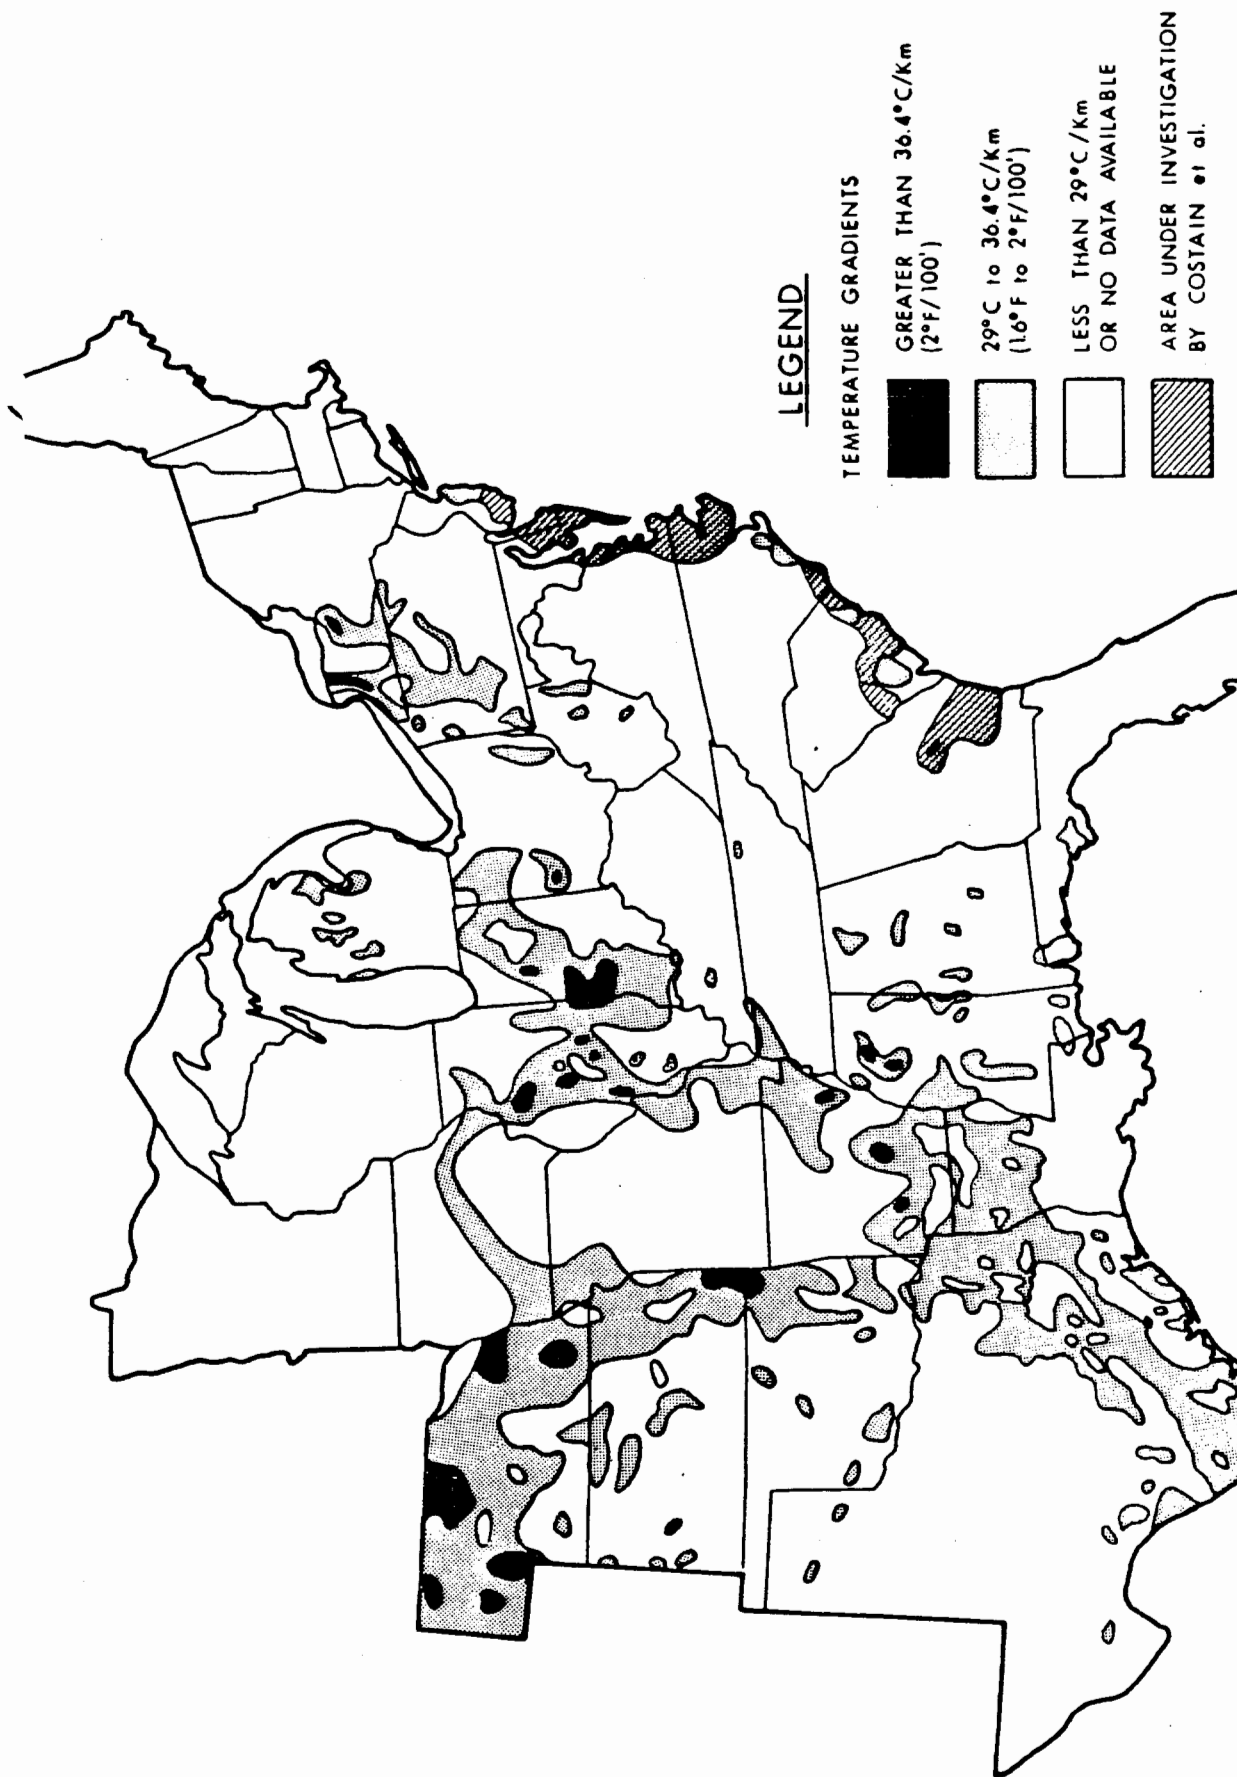 LEGEND
TEMPERATURE GRADIENTS
GREATER THAN 36.4°C/Km
(2°F/100')
29°C to 36.4°C/Km
(1.6°F to 2°F/100')
LESS THAN 29°C/Km
OR NO DATA AVAILABLE
AREA UNDER INVESTIGATION
BY COSTAIN et al.